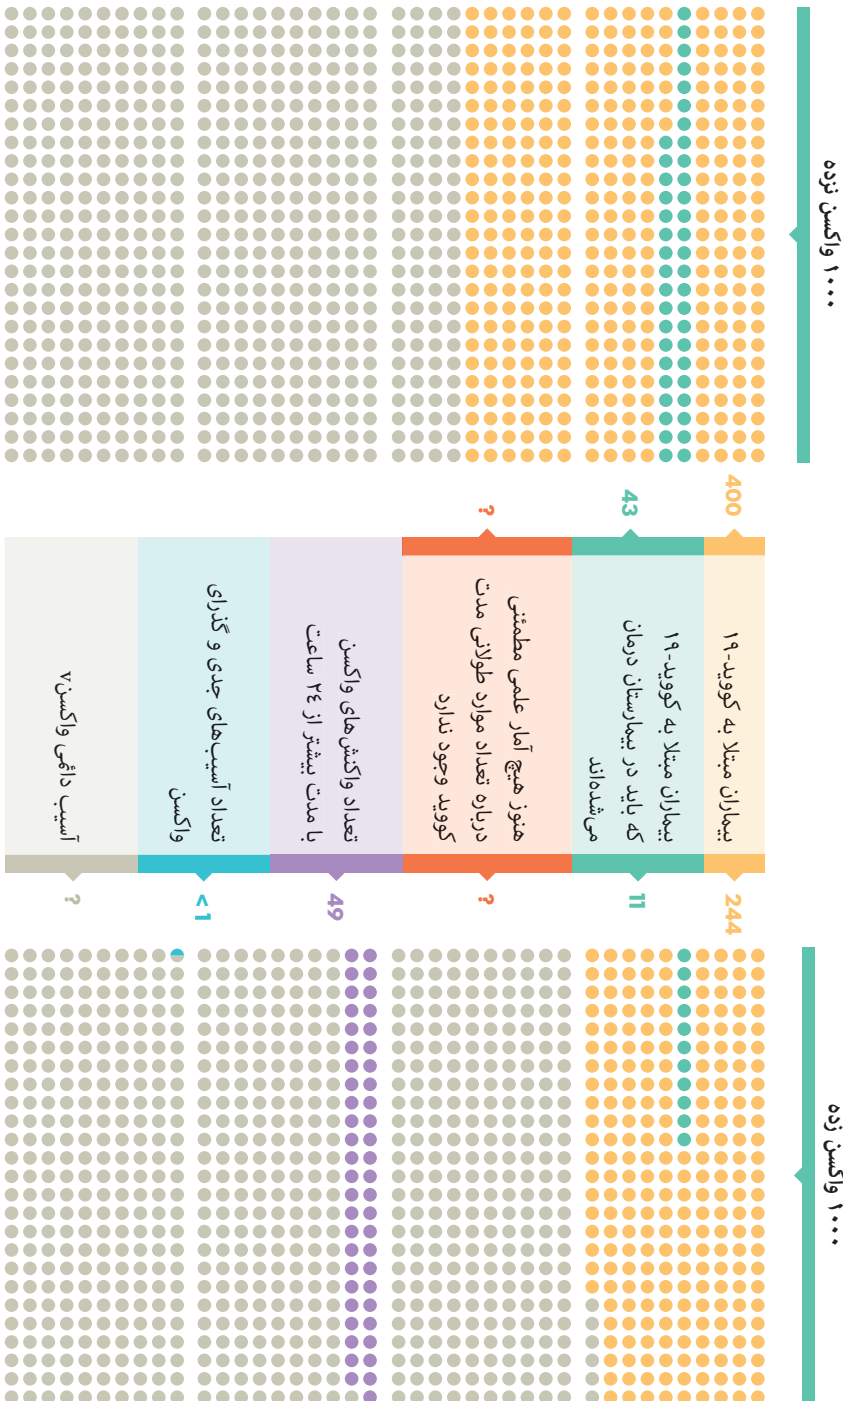 ۱۰۰۰ واکسن نزده
400
43
?
بیماران مبتلا به کووید-۱۹
بیماران مبتلا به کووید-۱۹
که باید در بیمارستان درمان
می‌شده‌اند
هنوز هیچ آمار علمی مطمئنی
درباره تعداد موارد طولانی مدت
کووید وجود ندارد
تعداد واکنش‌های واکسن
با مدت بیشتر از ٢٤ ساعت
تعداد آسیب‌های جدی و گذرای
واکسن
آسیب دائمی واکسن۷
244
11
?
49
<1
?
۱۰۰۰ واکسن زده